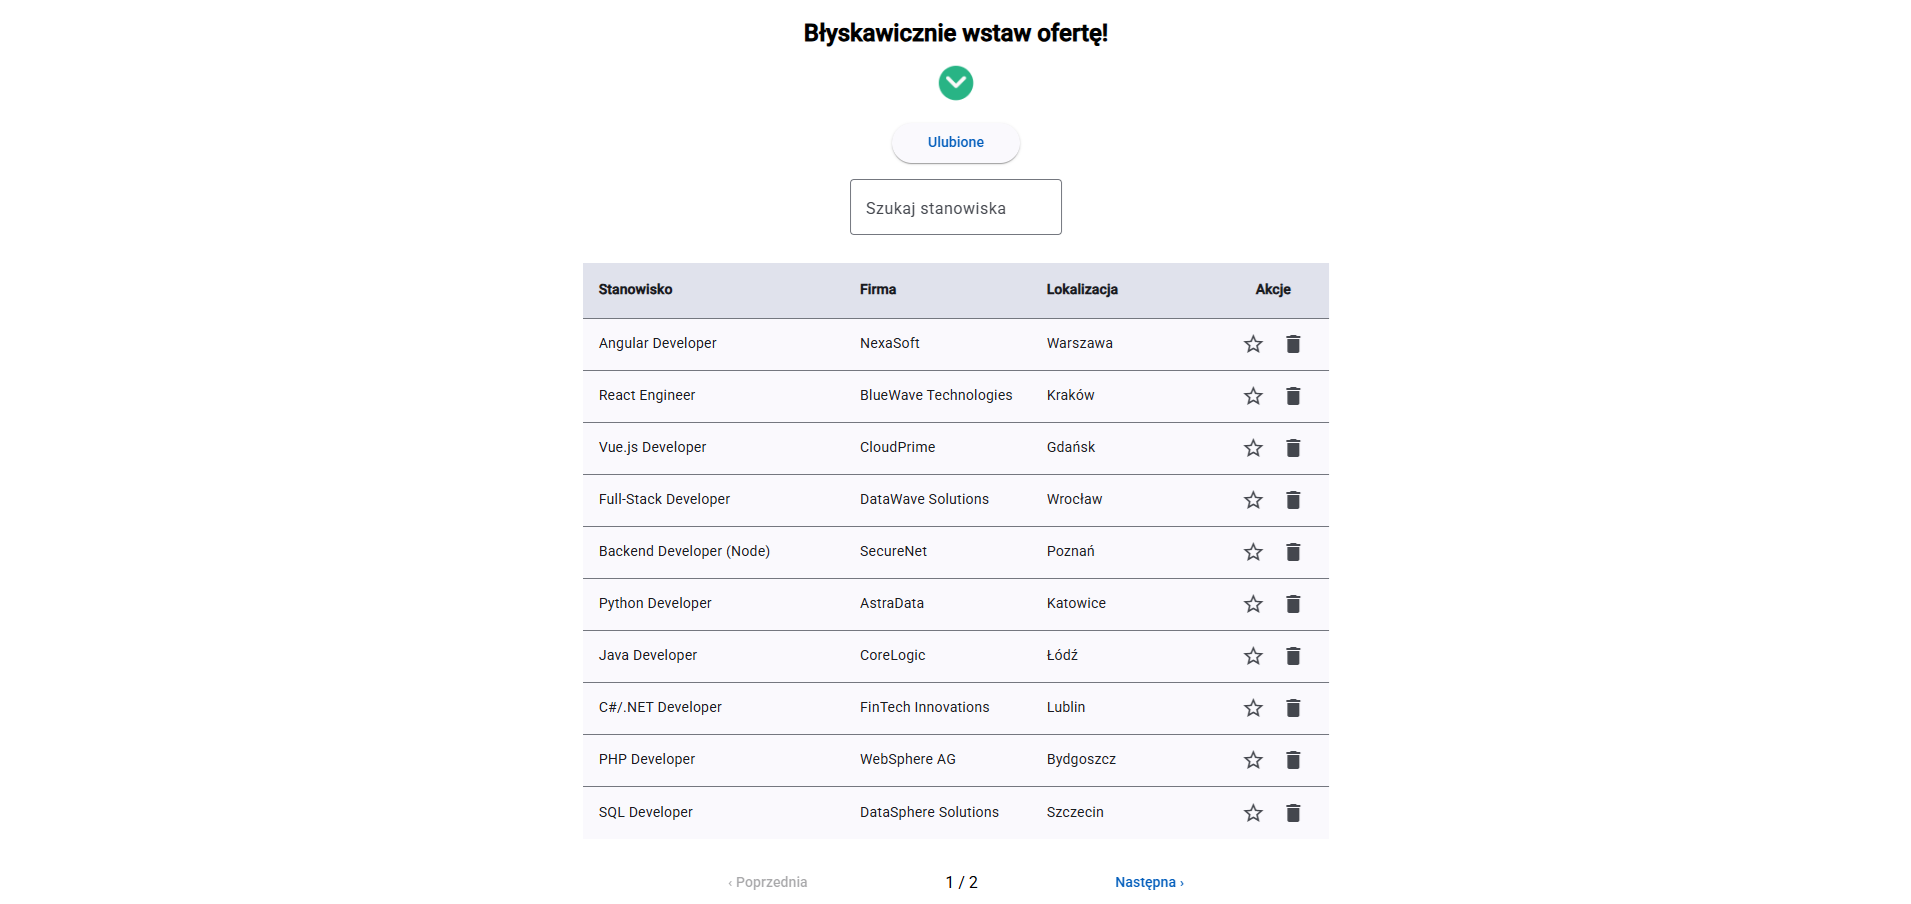 Błyskawicznie wstaw ofertę!
Ulubione
Szukaj stanowiska
Stanowisko Firma Lokalizacja Akcje
Angular Developer NexaSoft Warszawa
React Engineer BlueWave Technologies Kraków
Vue.js Developer CloudPrime Gdańsk
Full-Stack Developer DataWave Solutions Wrocław
Backend Developer (Node) SecureNet Poznań
Python Developer AstraData Katowice
Java Developer CoreLogic Łódź
C#/.NET Developer FinTech Innovations Lublin
PHP Developer WebSphere AG Bydgoszcz
SQL Developer DataSphere Solutions Szczecin
‹ Poprzednia 1 / 2 Następna ›